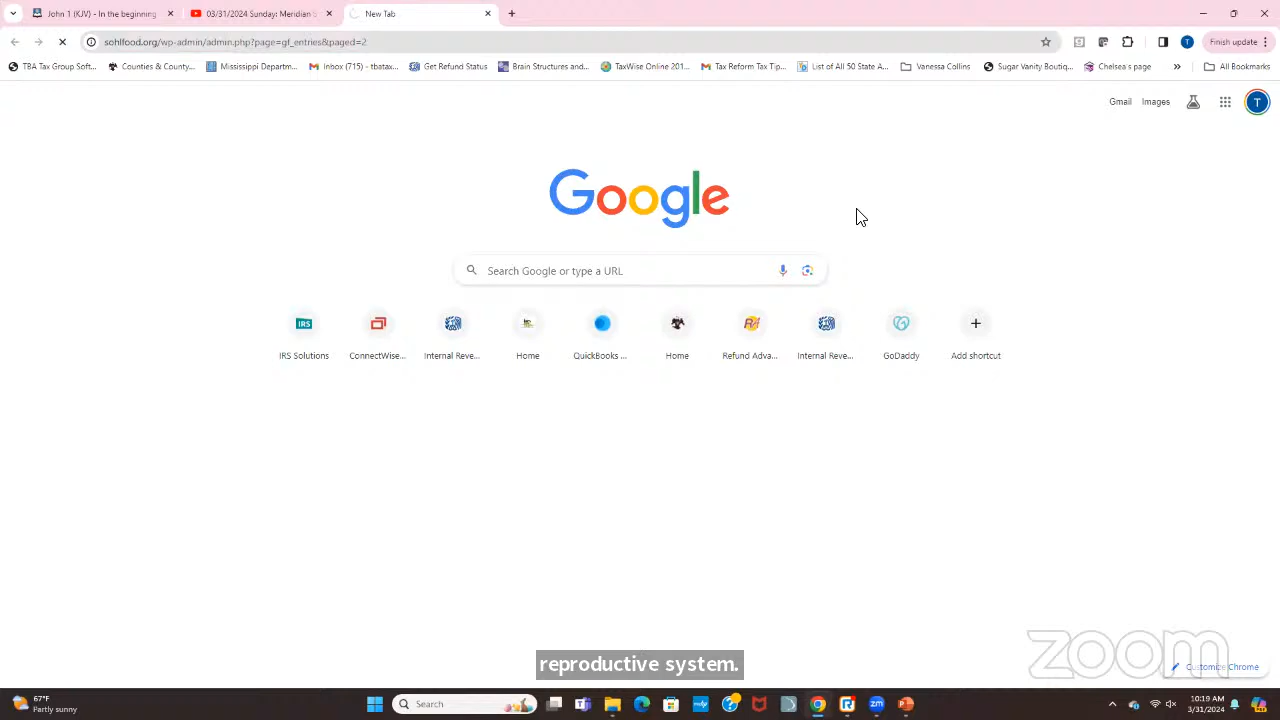 John 1 (KJV) - In the beginning
03/31/2024 Sunday: Meridian
New Tab
sohlfood.org/wp-admin/admin.php?page=gf_entries&paged=2
Finish update
TBA Tax Group Soft...
Counties & County...
Mississippi Departm...
Inbox (715) - tbatax...
Get Refund Status
Brain Structures and...
TaxWise Online 201...
Tax Reform Tax Tip...
List of All 50 State A...
Vanessa Collins
Sugar Vanity Boutiq...
Chelsea's page
All Bookmarks
Gmail
Images
T
Google
Search Google or type a URL
IRS
IRS Solutions
ConnectWise...
Internal Reve...
Home
QuickBooks ...
Home
Refund Adva...
Internal Reve...
GoDaddy
Add shortcut
reproductive system.
zoom
Customize Chrome
67°F
Partly sunny
Search
10:19 AM
3/31/2024